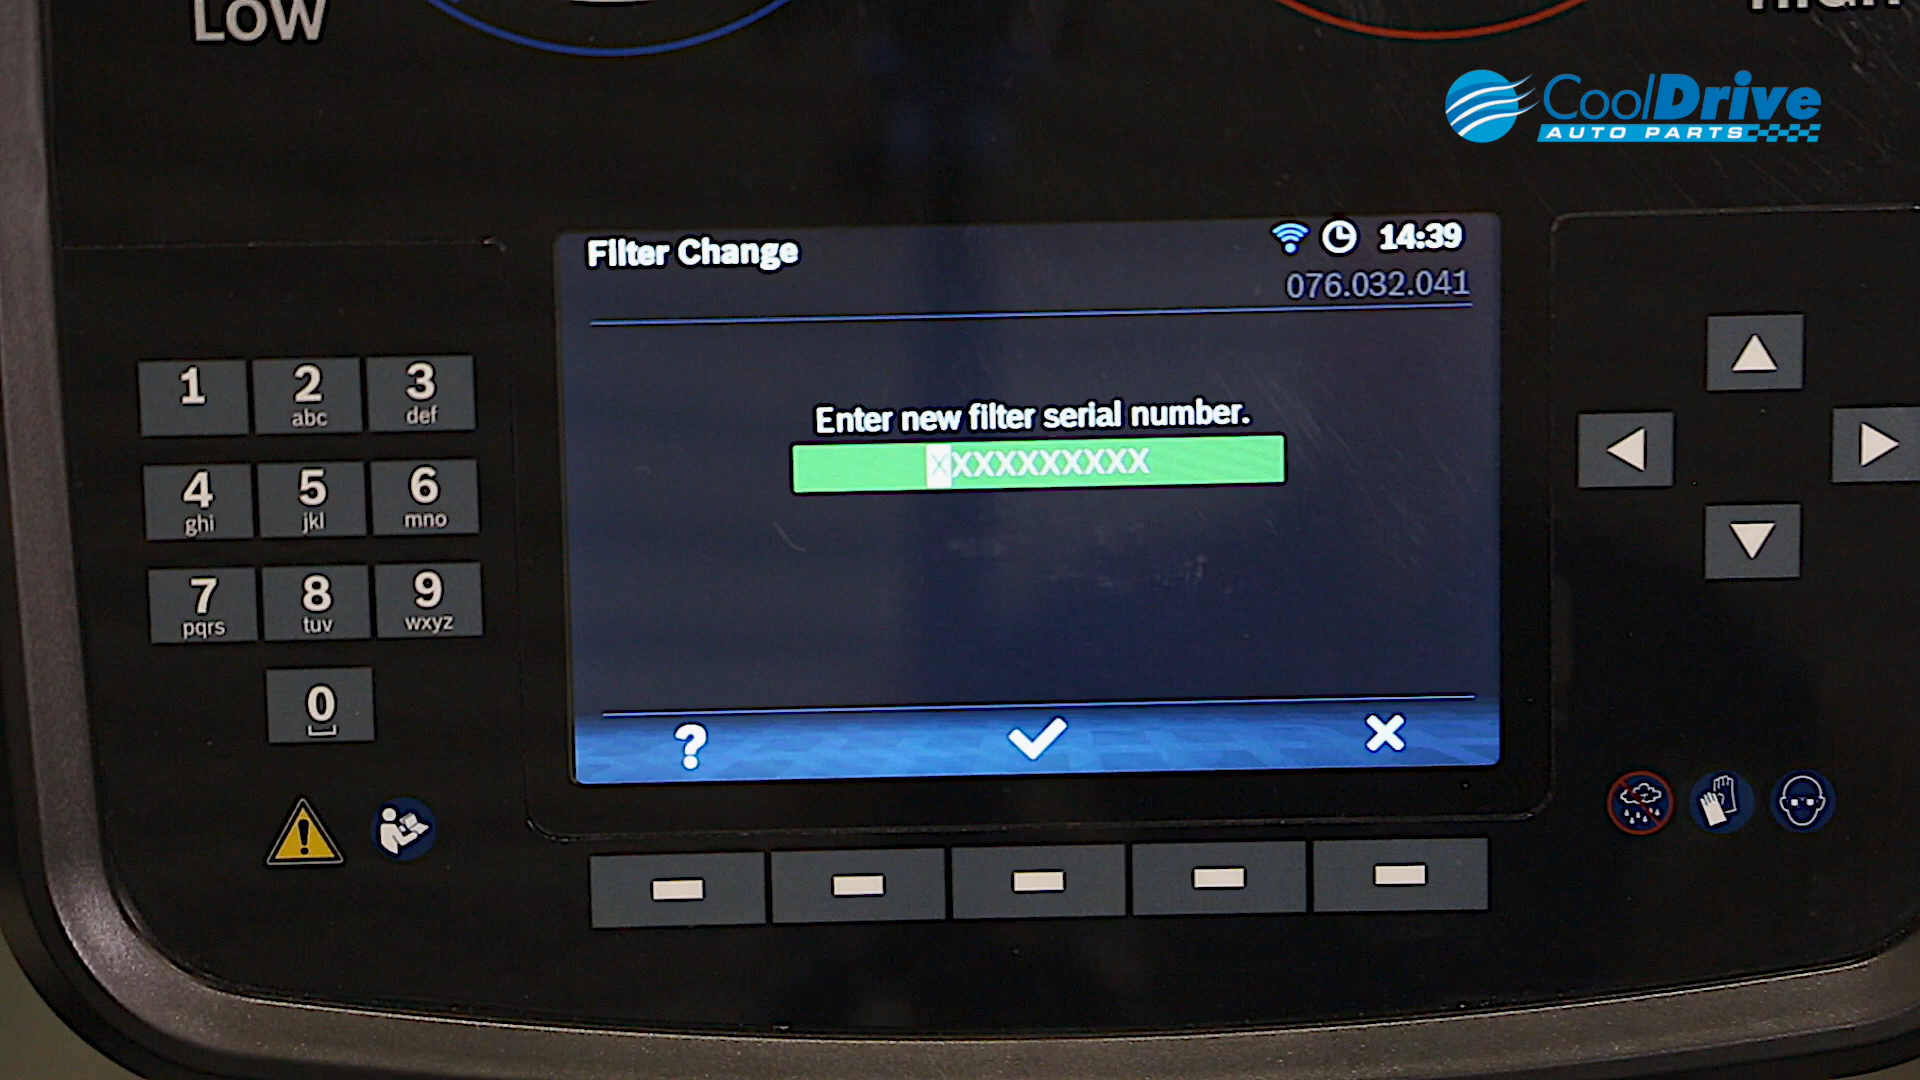 LOW
CoolDrive
AUTO PARTS
Filter Change
14:39
076.032.041
Enter new filter serial number.
XXXXXXXXXX
1
2
abc
3
def
4
ghi
5
jkl
6
mno
7
pqrs
8
tuv
9
wxyz
0
?